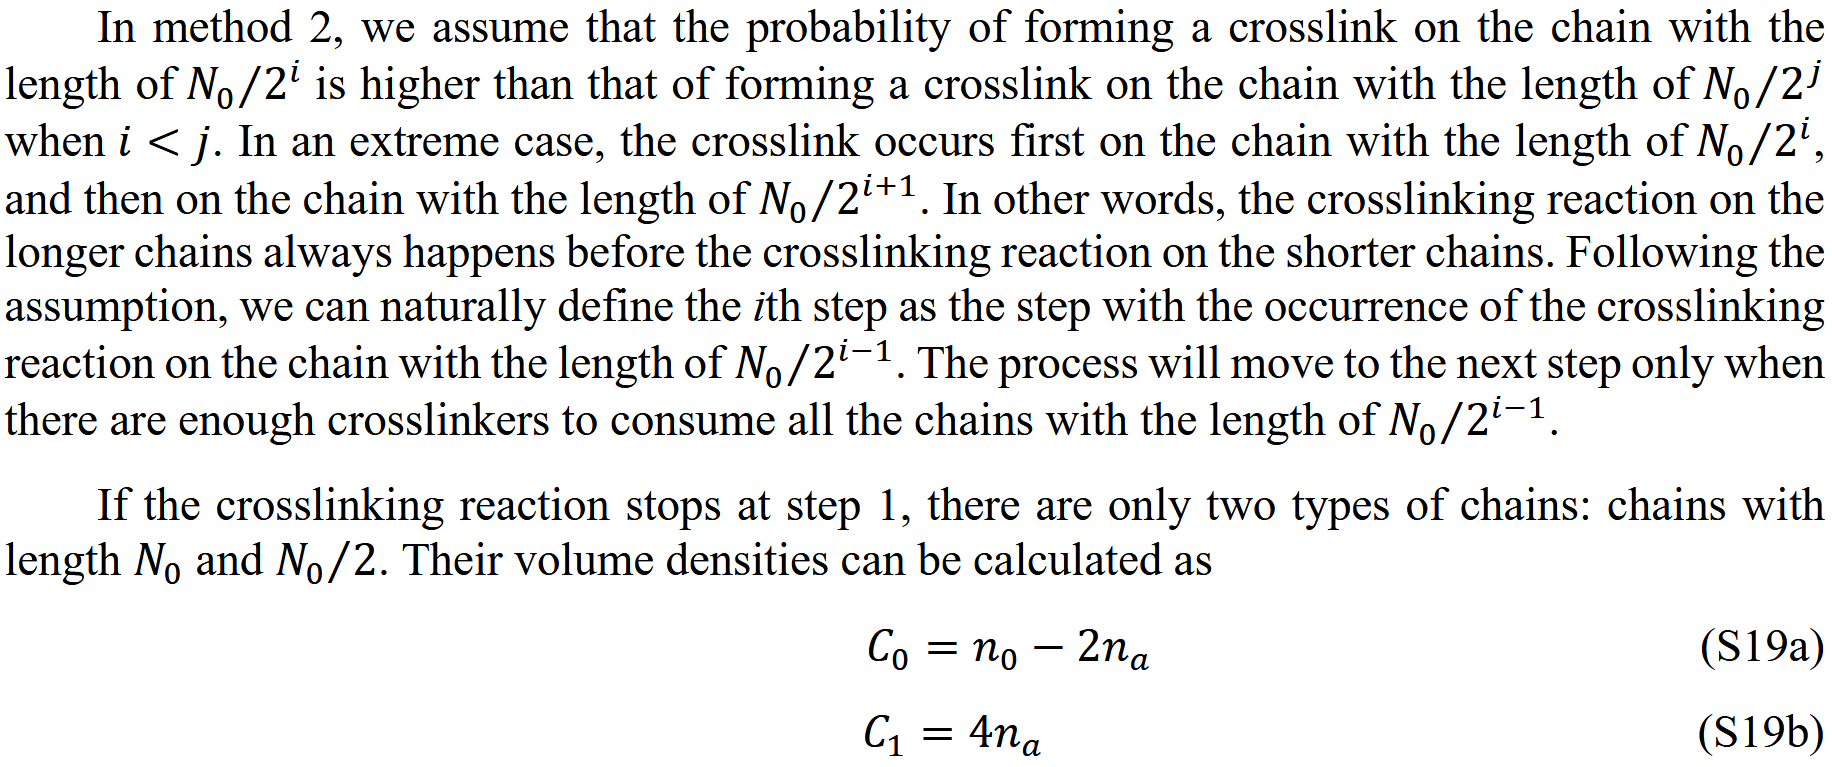 In method 2, we assume that the probability of forming a crosslink on the chain with the
length of $N_0/2^i$ is higher than that of forming a crosslink on the chain with the length of $N_0/2^j$
when $i < j$. In an extreme case, the crosslink occurs first on the chain with the length of $N_0/2^i$,
and then on the chain with the length of $N_0/2^{i+1}$. In other words, the crosslinking reaction on the
longer chains always happens before the crosslinking reaction on the shorter chains. Following the
assumption, we can naturally define the $i$th step as the step with the occurrence of the crosslinking
reaction on the chain with the length of $N_0/2^{i-1}$. The process will move to the next step only when
there are enough crosslinkers to consume all the chains with the length of $N_0/2^{i-1}$.
If the crosslinking reaction stops at step 1, there are only two types of chains: chains with
length $N_0$ and $N_0/2$. Their volume densities can be calculated as
$C_0 = n_0 - 2n_a$ (S19a)
$C_1 = 4n_a$ (S19b)